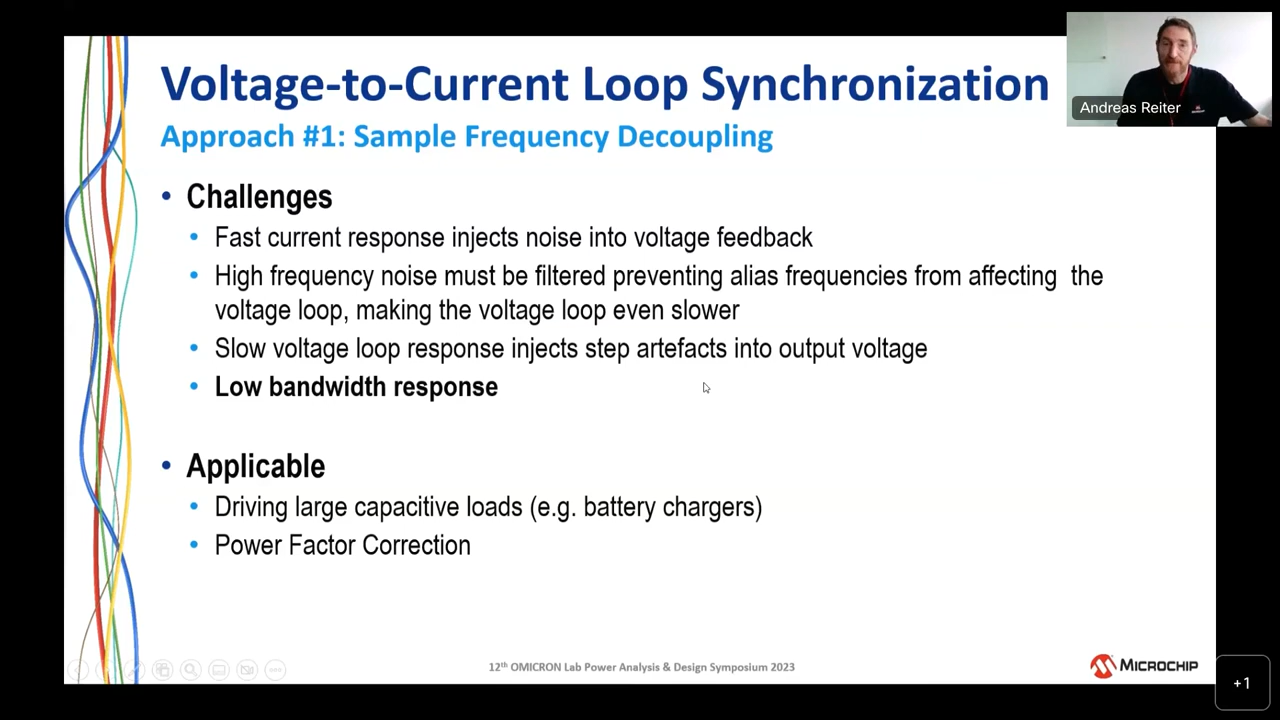 Voltage-to-Current Loop Synchronization
Andreas Reiter
Approach #1: Sample Frequency Decoupling
• Challenges
• Fast current response injects noise into voltage feedback
• High frequency noise must be filtered preventing alias frequencies from affecting the
voltage loop, making the voltage loop even slower
• Slow voltage loop response injects step artefacts into output voltage
• Low bandwidth response
• Applicable
• Driving large capacitive loads (e.g. battery chargers)
• Power Factor Correction
12th OMICRON Lab Power Analysis & Design Symposium 2023
MICROCHIP
+1